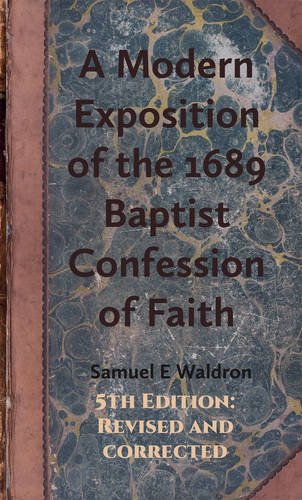 A Modern
Exposition
of the 1689
Baptist
Confession
of Faith
Samuel E Waldron
5th Edition:
Revised and
corrected